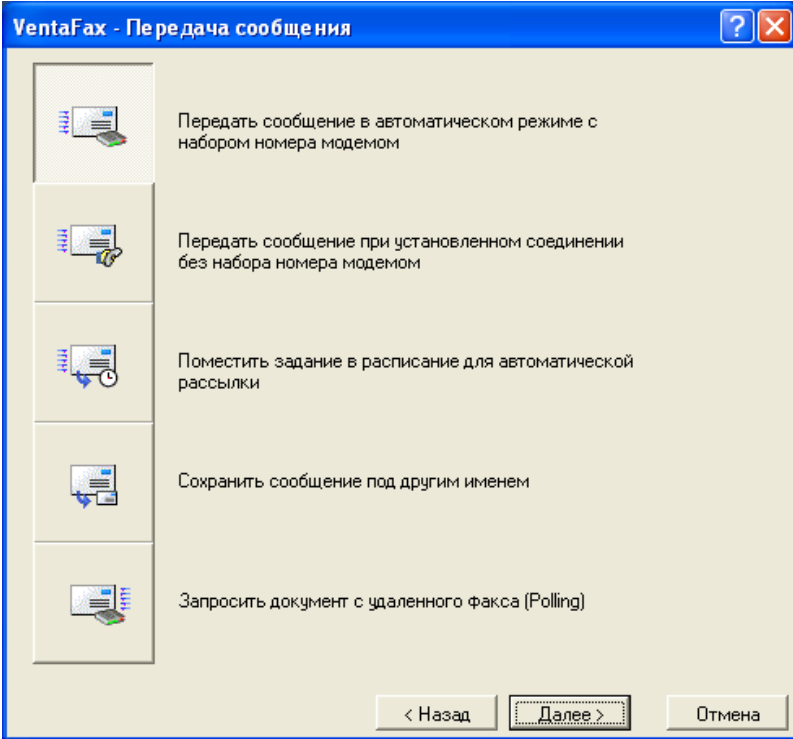 VentaFax - Передача сообщения
Передать сообщение в автоматическом режиме с
набором номера модемом
Передать сообщение при установленном соединении
без набора номера модемом
Поместить задание в расписание для автоматической
рассылки
Сохранить сообщение под другим именем
Запросить документ с удаленного факса (Polling)
< Назад
Далее >
Отмена